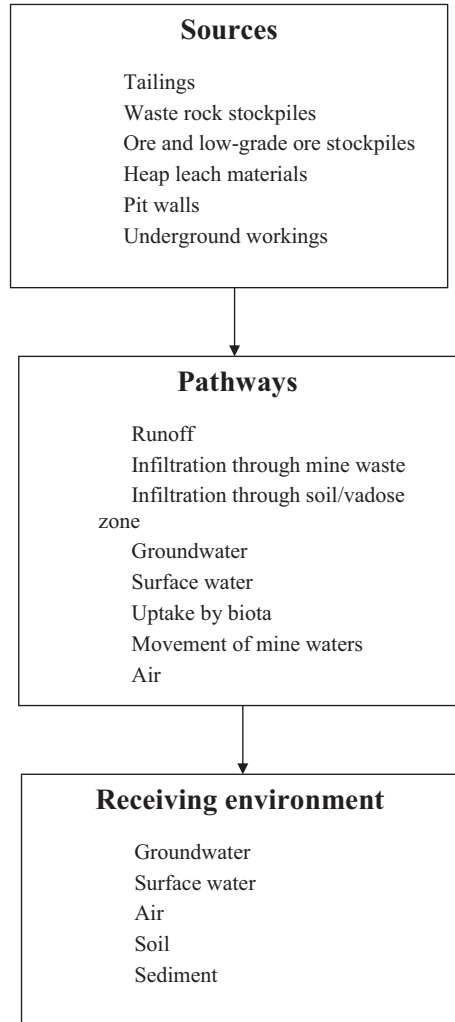 Sources
Tailings
Waste rock stockpiles
Ore and low-grade ore stockpiles
Heap leach materials
Pit walls
Underground workings
Pathways
Runoff
Infiltration through mine waste
Infiltration through soil/vadose
zone
Groundwater
Surface water
Uptake by biota
Movement of mine waters
Air
Receiving environment
Groundwater
Surface water
Air
Soil
Sediment